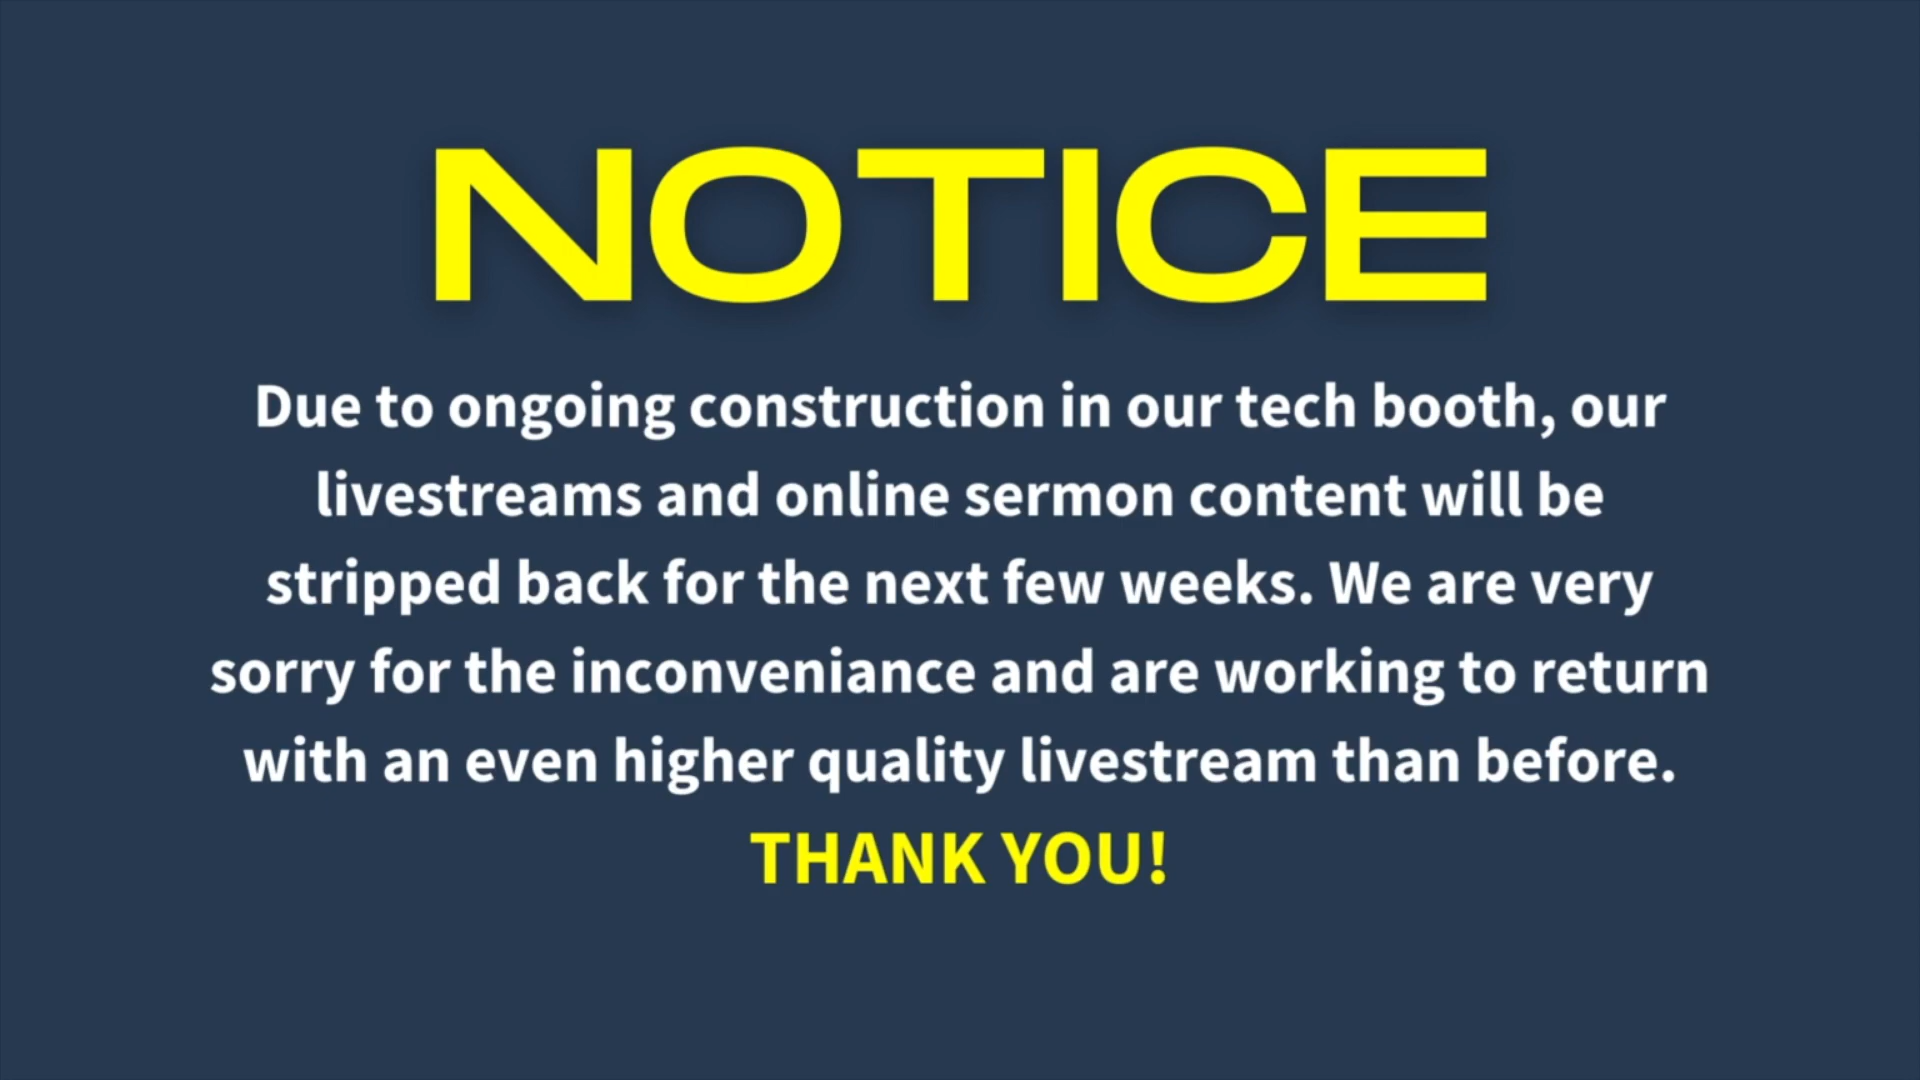 NOTICE
Due to ongoing construction in our tech booth, our
livestreams and online sermon content will be
stripped back for the next few weeks. We are very
sorry for the inconveniance and are working to return
with an even higher quality livestream than before.
THANK YOU!